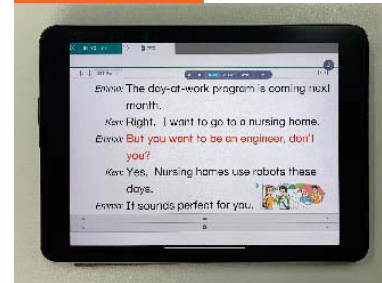 Emma: The day-at-work program is coming next
month.
Ken: Right. I want to go to a nursing home.
Emma: But you want to be an engineer, don't
you?
Ken: Yes. Nursing homes use robots these
days.
Emma: It sounds perfect for you.